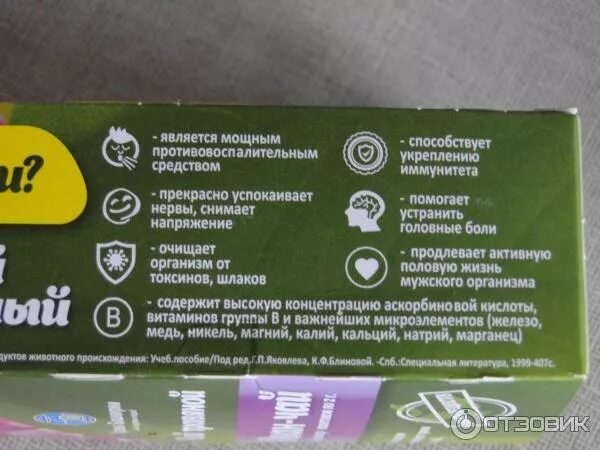 и?
й
ный
- является мощным
противовоспалительным
средством
- прекрасно успокаивает
нервы, снимает
напряжение
- очищает
организм от
токсинов, шлаков
- способствует
укреплению
иммунитета
- помогает
устранить
головные боли
- продлевает активную
половую жизнь
мужского организма
B
- содержит высокую концентрацию аскорбиновой кислоты,
витаминов группы B и важнейших микроэлементов (железо,
медь, никель, магний, калий, кальций, натрий, марганец)
одуктов животного происхождения: Учеб.пособие/Под ред.Г.П.Яковлева, К.Ф.Блиновой. -Спб.:Специальная литература, 1999-407с.
ОТЗОВИК